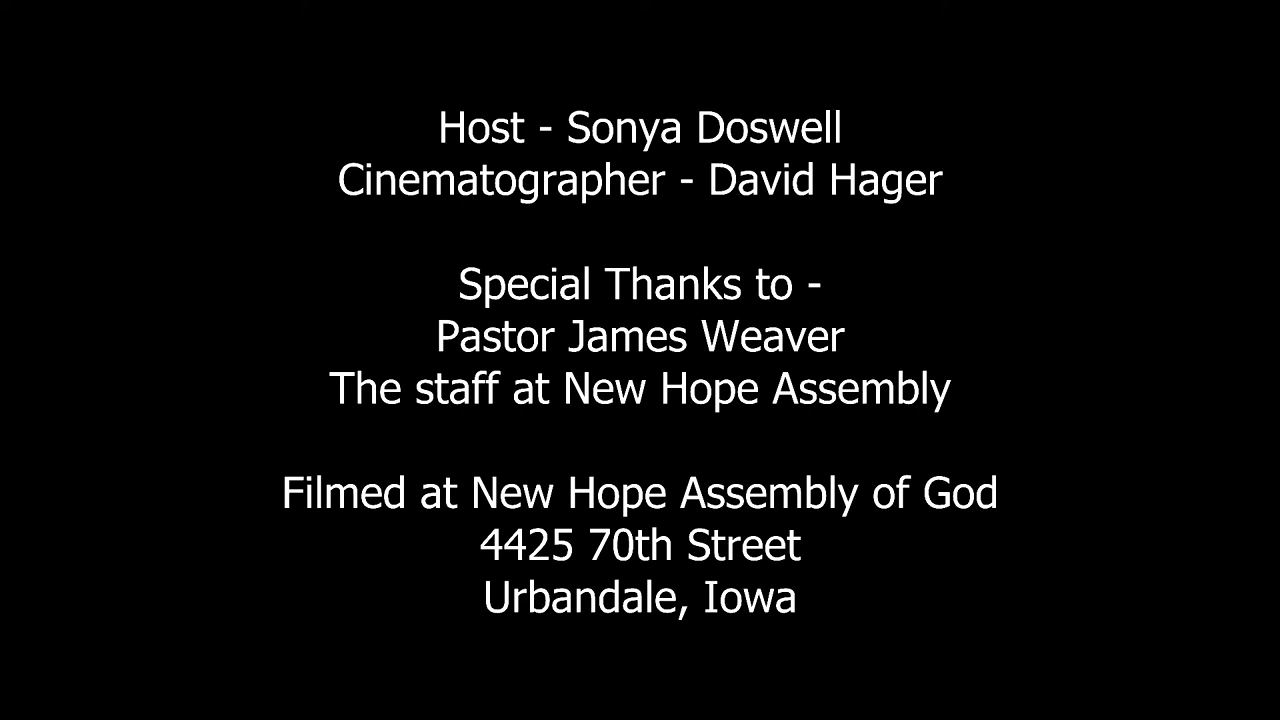 Host - Sonya Doswell
Cinematographer - David Hager
Special Thanks to -
Pastor James Weaver
The staff at New Hope Assembly
Filmed at New Hope Assembly of God
4425 70th Street
Urbandale, Iowa